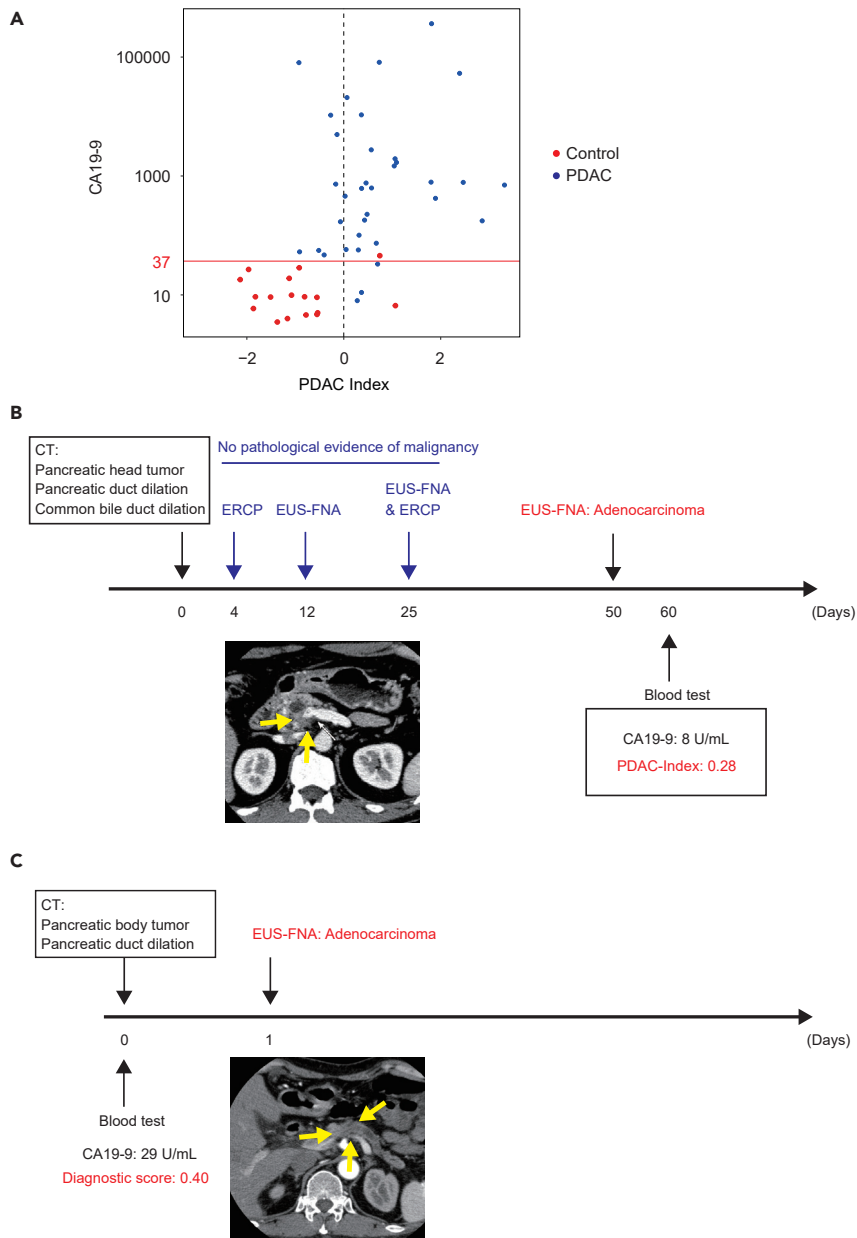 A
100000
1000
37
10
CA19-9
−2
0
2
PDAC Index
Control
PDAC
B
CT:
Pancreatic head tumor
Pancreatic duct dilation
Common bile duct dilation
No pathological evidence of malignancy
ERCP
EUS-FNA
EUS-FNA
& ERCP
EUS-FNA: Adenocarcinoma
0
4
12
25
50
60
(Days)
Blood test
CA19-9: 8 U/mL
PDAC-Index: 0.28
C
CT:
Pancreatic body tumor
Pancreatic duct dilation
EUS-FNA: Adenocarcinoma
0
1
(Days)
Blood test
CA19-9: 29 U/mL
Diagnostic score: 0.40